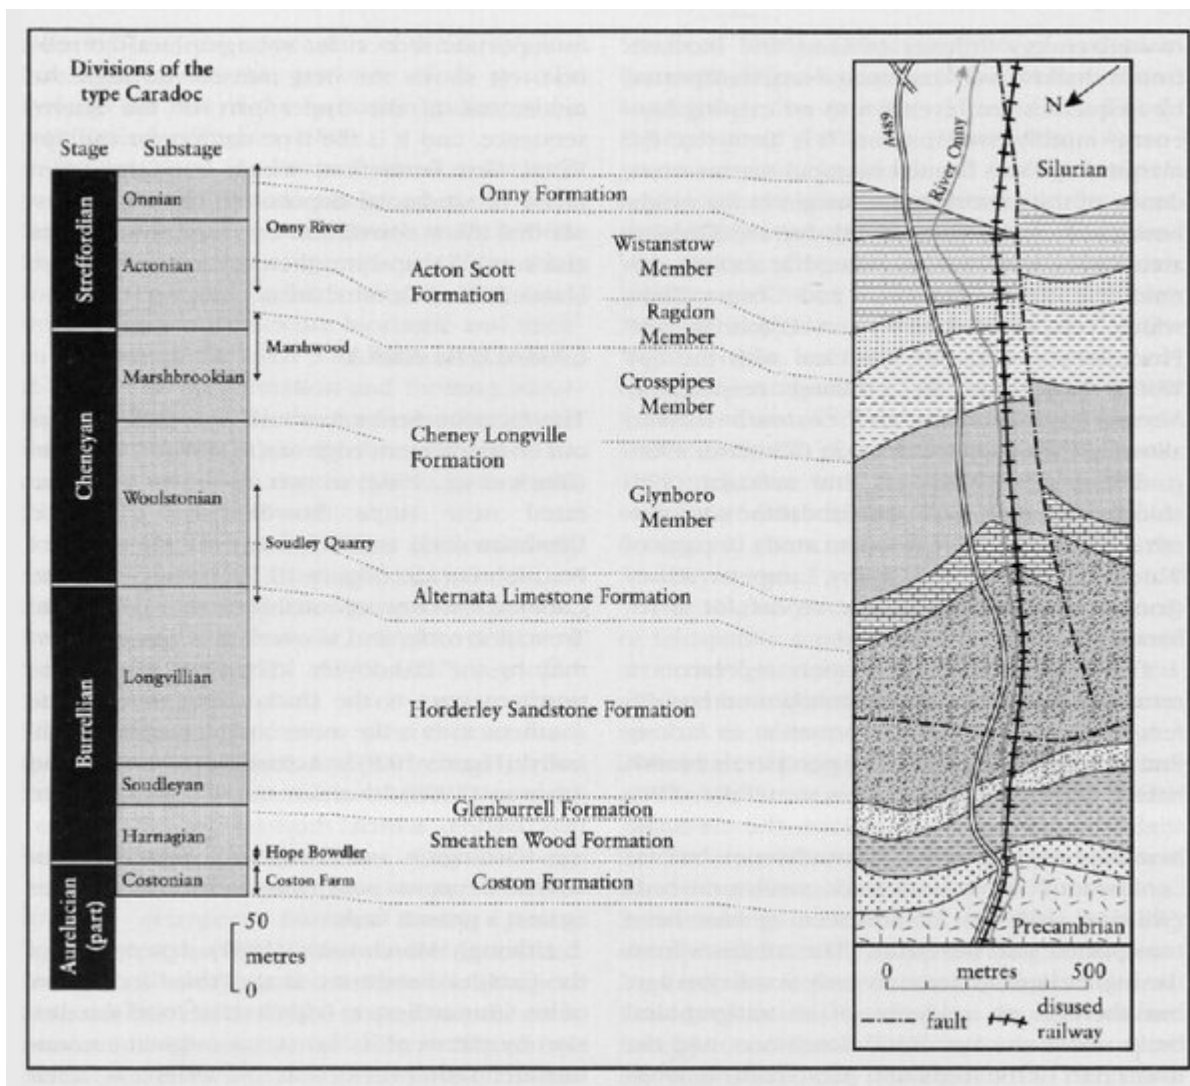 Divisions of the
type Caradoc
Stage
Substage
Streffordian
Cheneyan
Burrellian
Aurelucian
(part)
Onnian
Actonian
Marshbrookian
Woolstonian
Longvillian
Soudleyan
Harnagian
Costonian
Onny River
Marshwood
Soudley Quarry
Hope Bowdler
Coston Farm
50
metres
0
Onny Formation
Acton Scott
Formation
Cheney Longville
Formation
Alternata Limestone Formation
Horderley Sandstone Formation
Glenburrell Formation
Smeathen Wood Formation
Coston Formation
Wistanstow
Member
Ragdon
Member
Crosspipes
Member
Glynboro
Member
A489
River Onny
N
Silurian
Precambrian
0 metres 500
fault
disused
railway